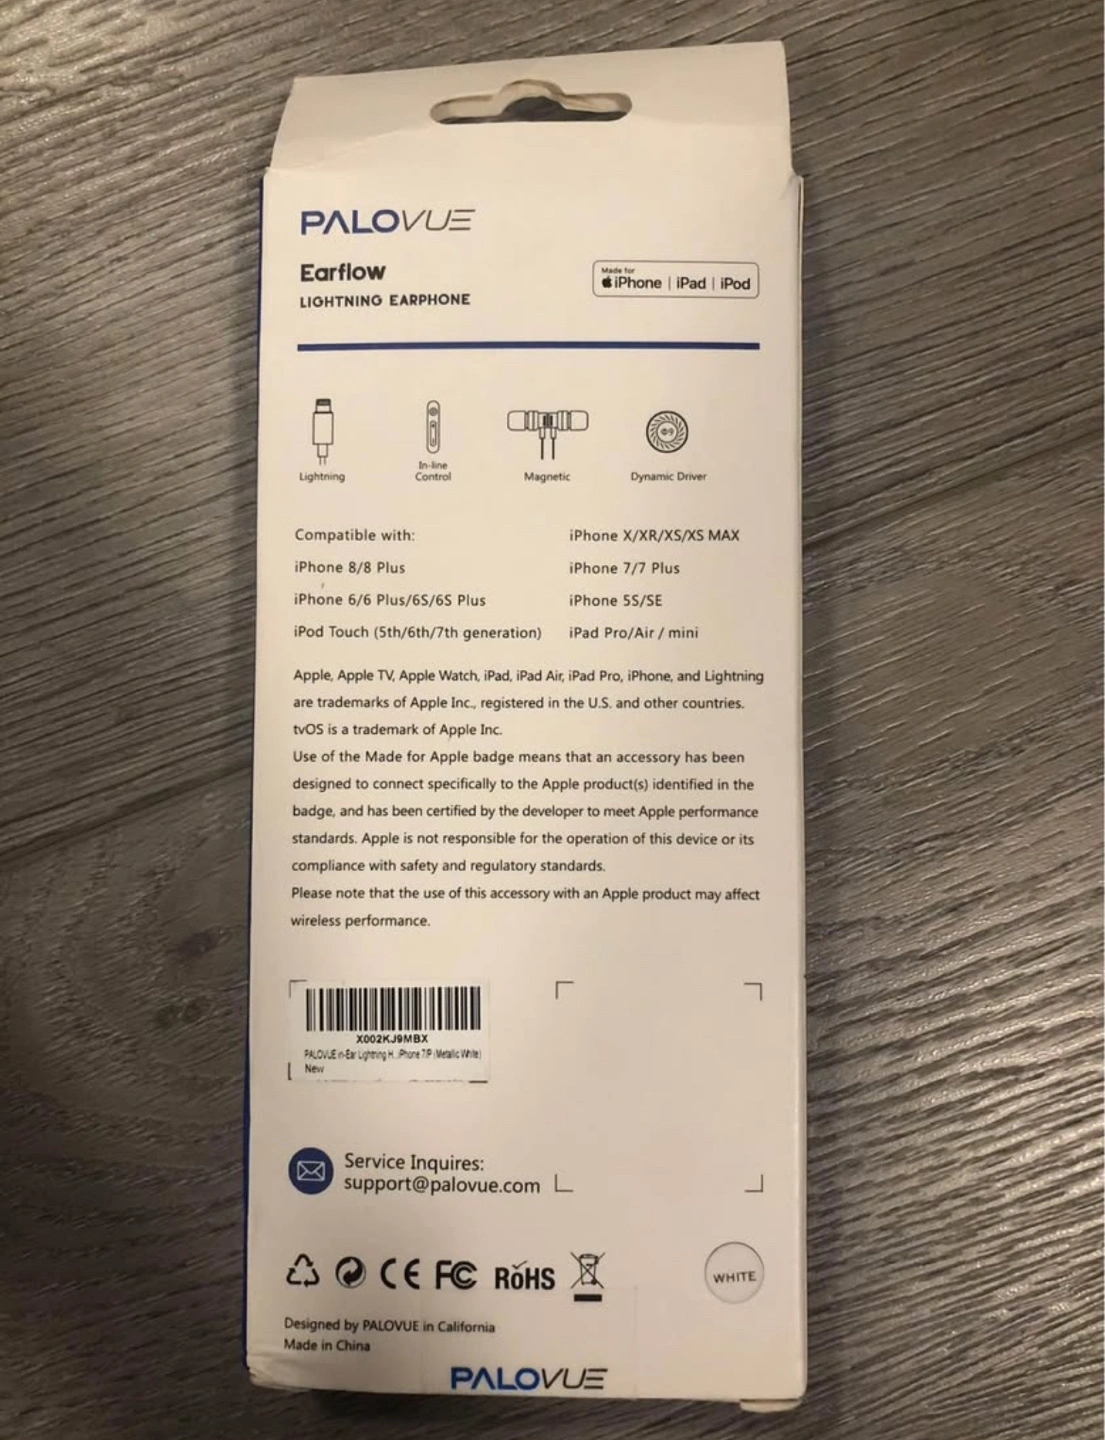 PALOVUE
Earflow
LIGHTNING EARPHONE
Made for
iPhone | iPad | iPod
Lightning
In-line
Control
Magnetic
Dynamic Driver
Compatible with:
iPhone X/XR/XS/XS MAX
iPhone 8/8 Plus
iPhone 7/7 Plus
iPhone 6/6 Plus/6S/6S Plus
iPhone 5S/SE
iPod Touch (5th/6th/7th generation)
iPad Pro/Air / mini
Apple, Apple TV, Apple Watch, iPad, iPad Air, iPad Pro, iPhone, and Lightning
are trademarks of Apple Inc., registered in the U.S. and other countries.
tvOS is a trademark of Apple Inc.
Use of the Made for Apple badge means that an accessory has been
designed to connect specifically to the Apple product(s) identified in the
badge, and has been certified by the developer to meet Apple performance
standards. Apple is not responsible for the operation of this device or its
compliance with safety and regulatory standards.
Please note that the use of this accessory with an Apple product may affect
wireless performance.
X002KJ9MBX
PALOVUE in-Ear Lightning H...iPhone 7/P (Metallic White)
New
Service Inquires:
support@palovue.com
CE FC RoHS
WHITE
Designed by PALOVUE in California
Made in China
PALOVUE